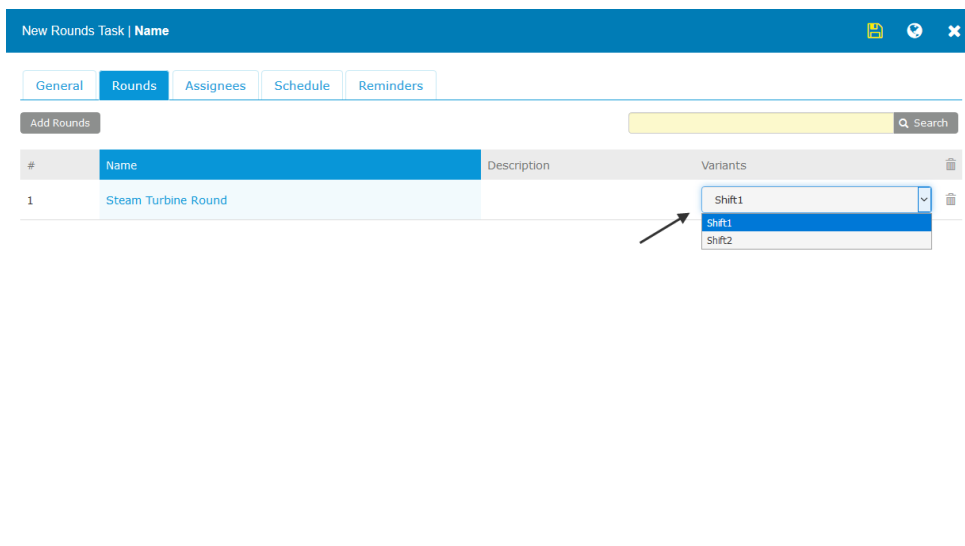 New Rounds Task | Name
General Rounds Assignees Schedule Reminders
Add Rounds Search
# Name Description Variants
1 Steam Turbine Round Shift1
Shift1
Shift2